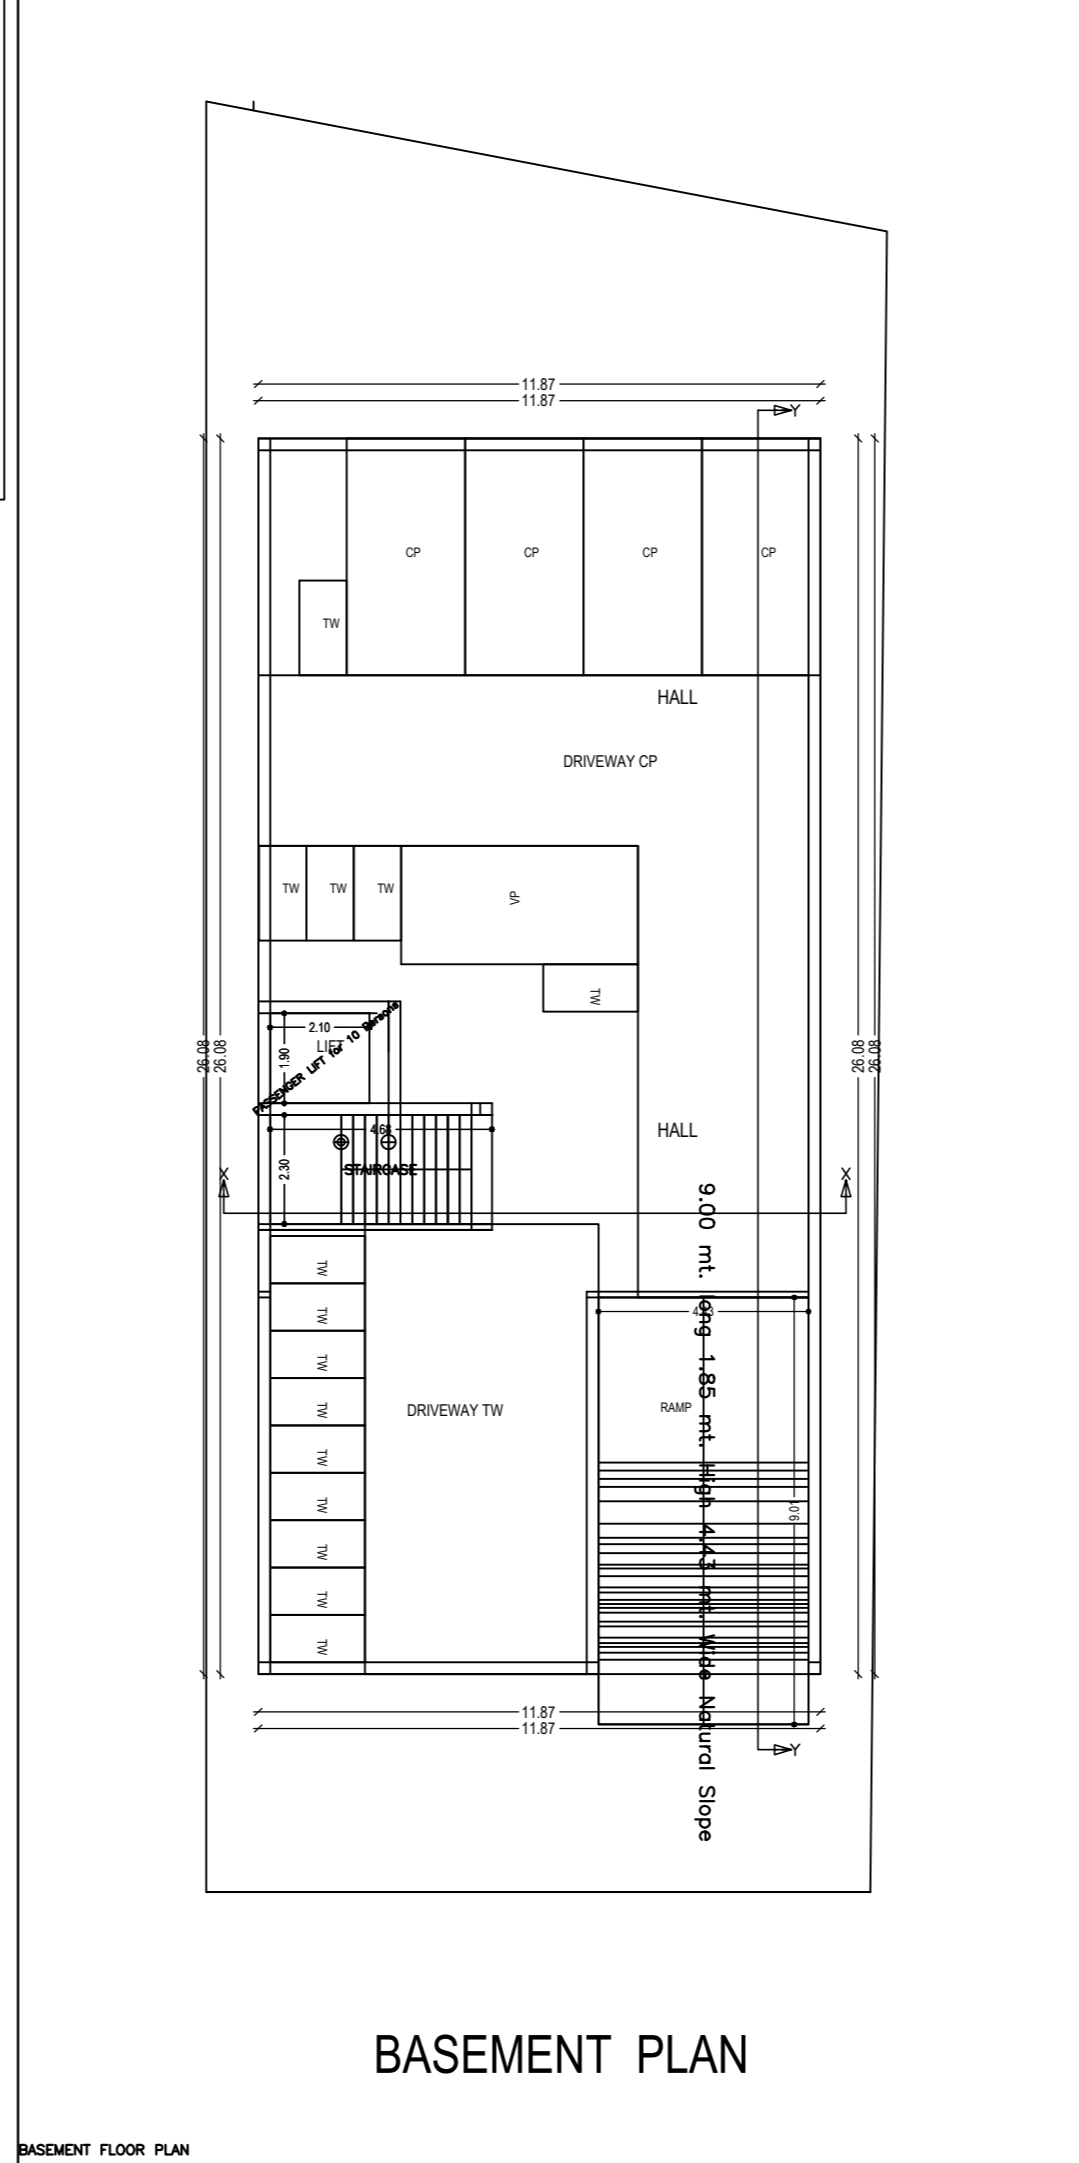 11.87
11.87
Y
CP
CP
CP
CP
TW
HALL
DRIVEWAY CP
TW
TW
TW
VP
TW
2.10
LIFT
1.90
PASSENGER LIFT for 10 Persons
26.08
26.08
26.08
26.08
4.68
HALL
STAIRCASE
2.30
X
X
9.00 mt. long 1.85 mt. High 4.43 mt. Wide Natural Slope
TW
TW
TW
TW
TW
TW
TW
TW
TW
4.43
DRIVEWAY TW
RAMP
9.01
11.87
11.87
Y
BASEMENT PLAN
BASEMENT FLOOR PLAN